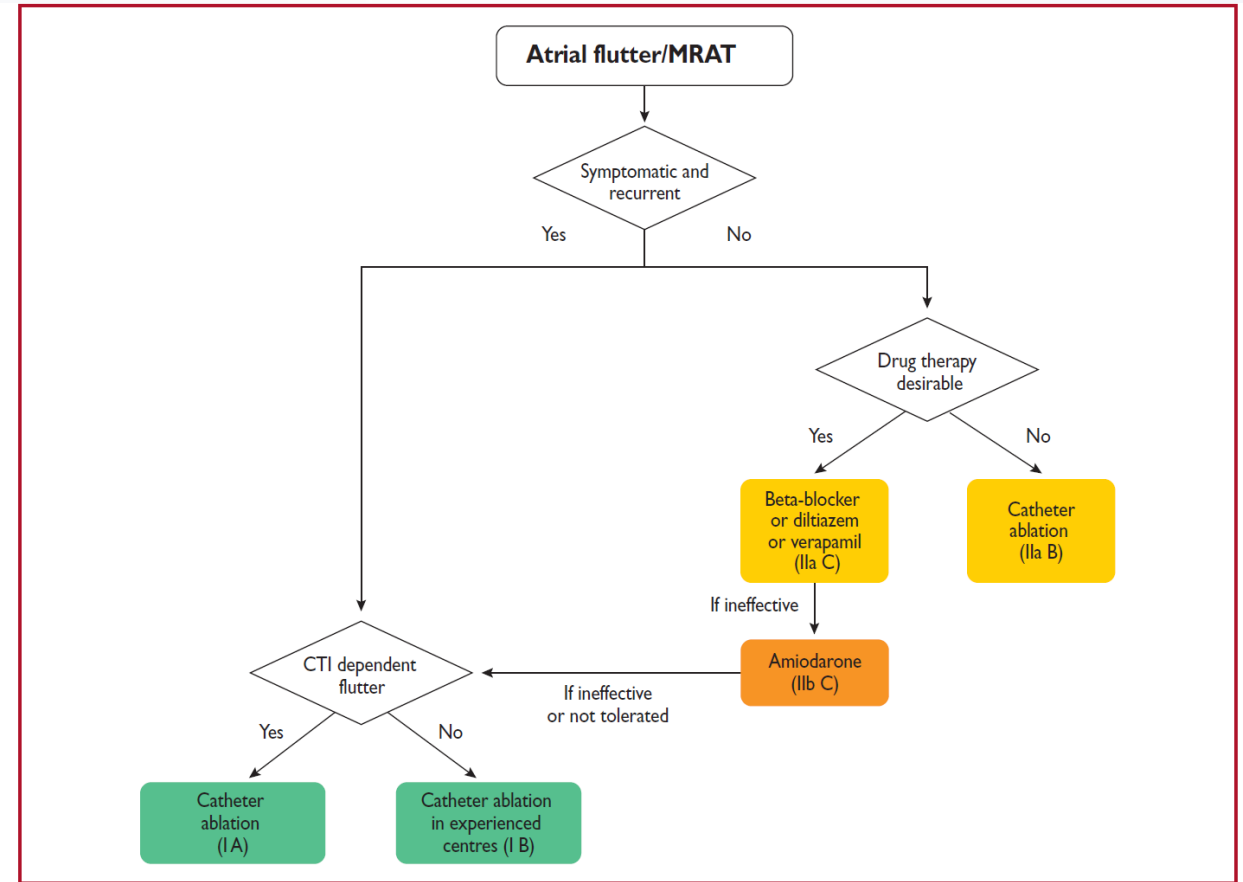 Atrial flutter/MRAT
Symptomatic and
recurrent
Yes
No
Drug therapy
desirable
Yes
No
Beta-blocker
or diltiazem
or verapamil
(IIa C)
Catheter
ablation
(IIa B)
If ineffective
Amiodarone
(IIb C)
If ineffective
or not tolerated
CTI dependent
flutter
Yes
No
Catheter
ablation
(I A)
Catheter ablation
in experienced
centres (I B)